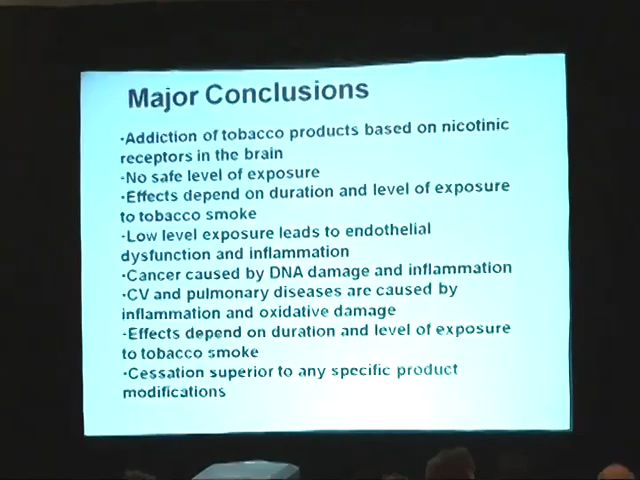 Major Conclusions
·Addiction of tobacco products based on nicotinic
receptors in the brain
·No safe level of exposure
·Effects depend on duration and level of exposure
to tobacco smoke
·Low level exposure leads to endothelial
dysfunction and inflammation
·Cancer caused by DNA damage and inflammation
·CV and pulmonary diseases are caused by
inflammation and oxidative damage
·Effects depend on duration and level of exposure
to tobacco smoke
·Cessation superior to any specific product
modifications